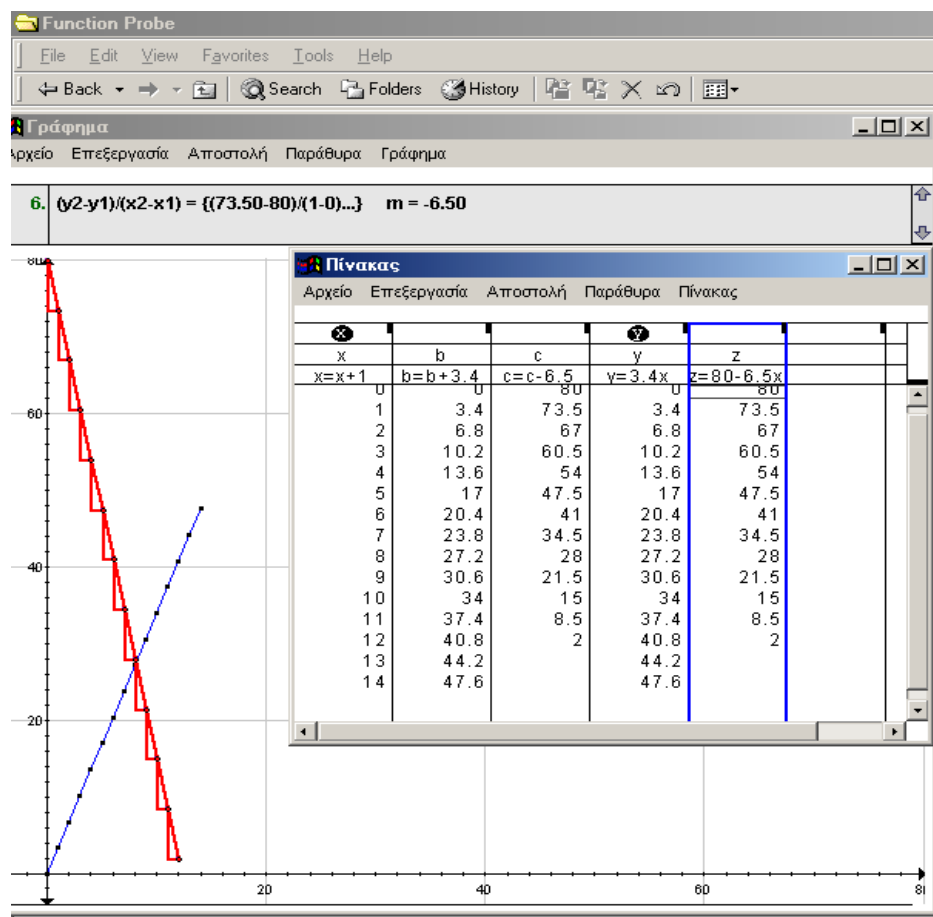 Function Probe
File Edit View Favorites Tools Help
Back Search Folders History
Γράφημα
Αρχείο Επεξεργασία Αποστολή Παράθυρα Γράφημα
6. (y2-y1)/(x2-x1) = {(73.50-80)/(1-0)...} m = -6.50
80
60
40
20
20 40 60
Πίνακας
Αρχείο Επεξεργασία Αποστολή Παράθυρα Πίνακας
x y
x b c y z
x=x+1 b=b+3.4 c=c-6.5 y=3.4x z=80-6.5x
0 0 80 0 80
1 3.4 73.5 3.4 73.5
2 6.8 67 6.8 67
3 10.2 60.5 10.2 60.5
4 13.6 54 13.6 54
5 17 47.5 17 47.5
6 20.4 41 20.4 41
7 23.8 34.5 23.8 34.5
8 27.2 28 27.2 28
9 30.6 21.5 30.6 21.5
10 34 15 34 15
11 37.4 8.5 37.4 8.5
12 40.8 2 40.8 2
13 44.2 44.2
14 47.6 47.6